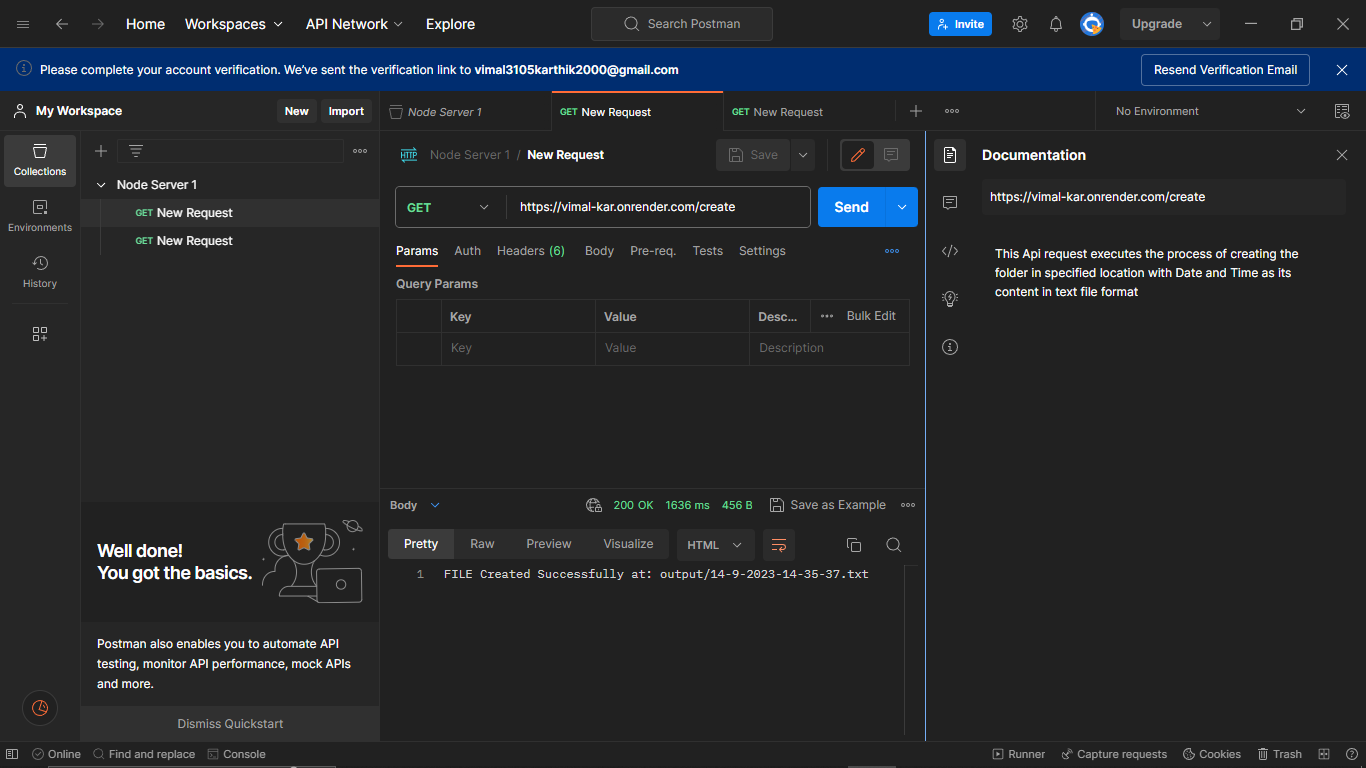 Home Workspaces API Network Explore Search Postman Invite Upgrade
Please complete your account verification. We've sent the verification link to vimal3105karthik2000@gmail.com Resend Verification Email
My Workspace New Import
Node Server 1 GET New Request GET New Request No Environment
Collections
Environments
History
Node Server 1
GET New Request
GET New Request
HTTP Node Server 1 / New Request Save
GET https://vimal-kar.onrender.com/create Send
Params Auth Headers (6) Body Pre-req. Tests Settings
Query Params
Key Value Desc... Bulk Edit
Key Value Description
Documentation
https://vimal-kar.onrender.com/create
This Api request executes the process of creating the
folder in specified location with Date and Time as its
content in text file format
Well done!
You got the basics.
Postman also enables you to automate API
testing, monitor API performance, mock APIs
and more.
Dismiss Quickstart
Body 200 OK 1636 ms 456 B Save as Example
Pretty Raw Preview Visualize HTML
1 FILE Created Successfully at: output/14-9-2023-14-35-37.txt
Online Find and replace Console Runner Capture requests Cookies Trash